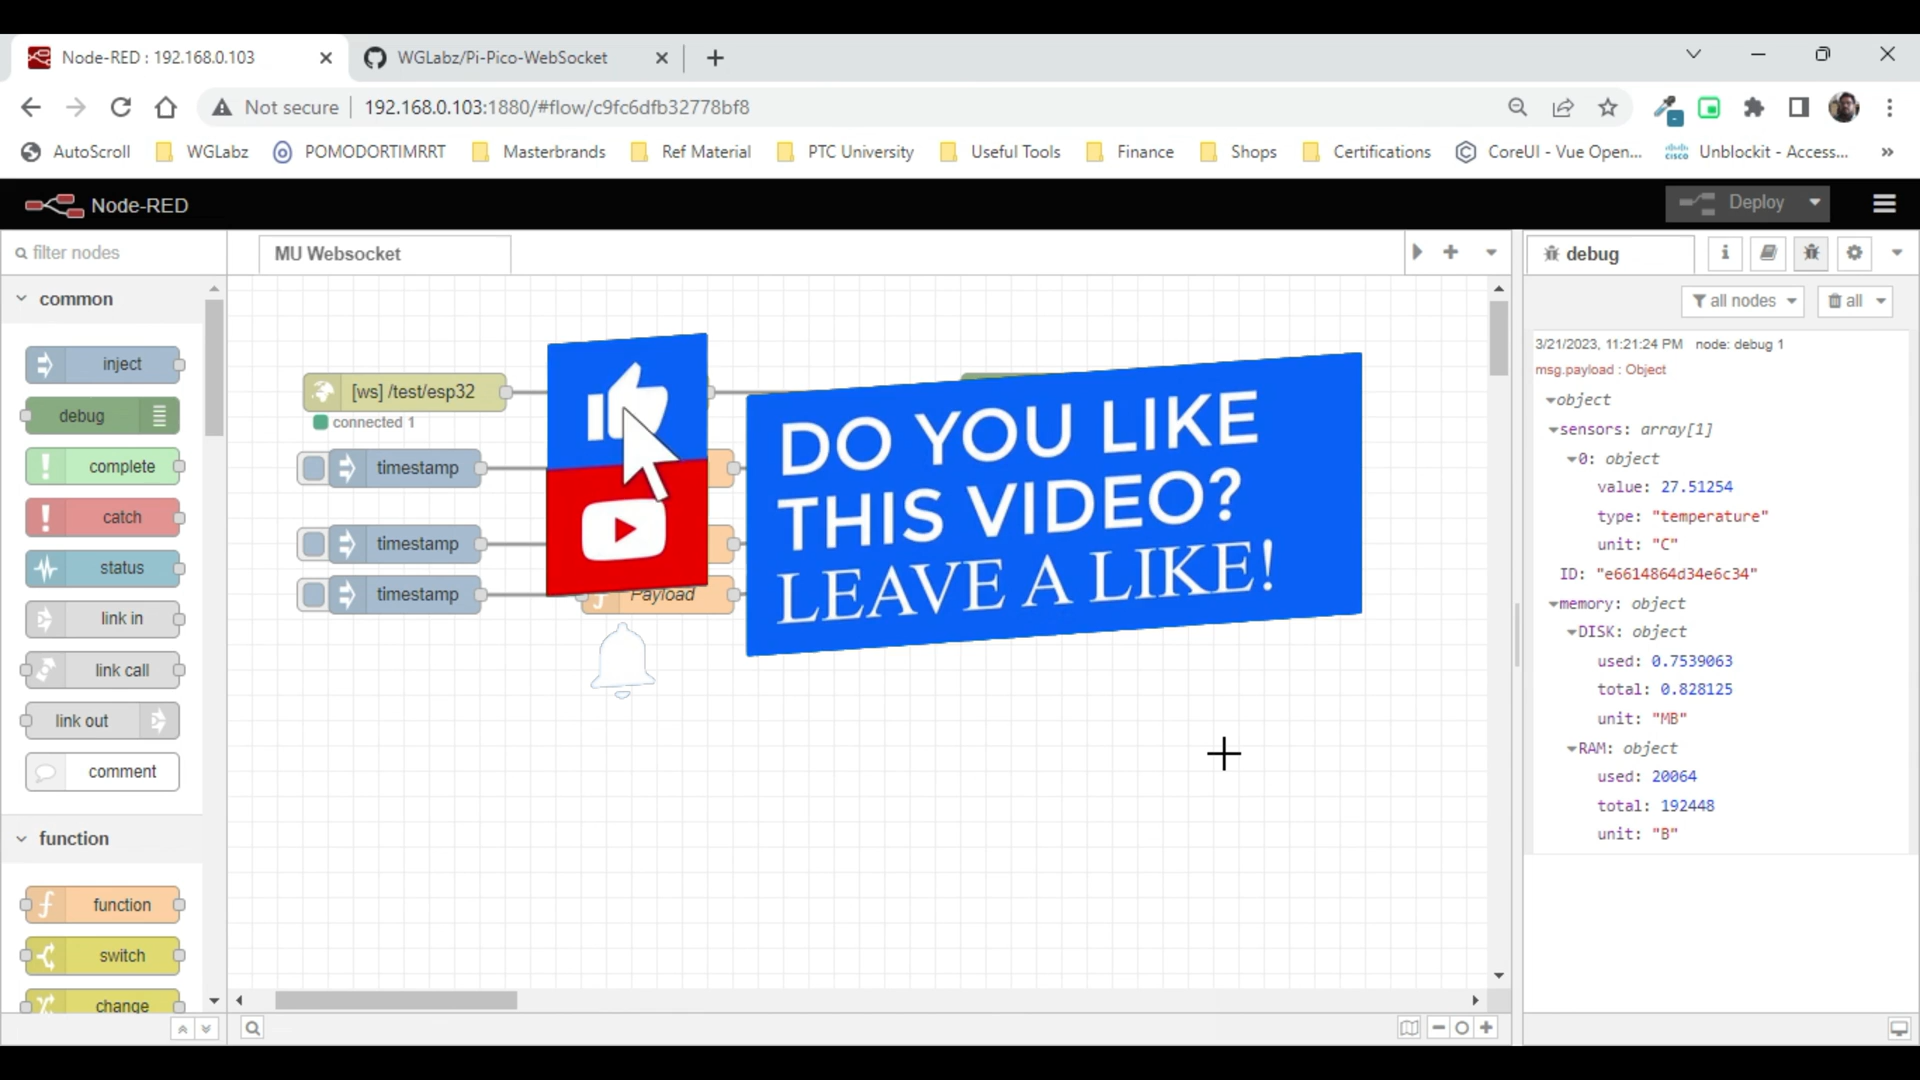 Node-RED : 192.168.0.103
WGLabz/Pi-Pico-WebSocket
Not secure
192.168.0.103:1880/#flow/c9fc6dfb32778bf8
AutoScroll
WGLabz
POMODORTIMRRT
Masterbrands
Ref Material
PTC University
Useful Tools
Finance
Shops
Certifications
CoreUI - Vue Open...
Unblockit - Access...
Node-RED
Deploy
filter nodes
MU Websocket
debug
common
inject
debug
complete
catch
status
link in
link call
link out
comment
function
function
switch
change
[ws] /test/esp32
connected 1
timestamp
timestamp
timestamp
Payload
DO YOU LIKE
THIS VIDEO?
LEAVE A LIKE!
all nodes
all
3/21/2023, 11:21:24 PM node: debug 1
msg.payload : Object
object
sensors: array[1]
0: object
value: 27.51254
type: "temperature"
unit: "C"
ID: "e6614864d34e6c34"
memory: object
DISK: object
used: 0.7539063
total: 0.828125
unit: "MB"
RAM: object
used: 20064
total: 192448
unit: "B"